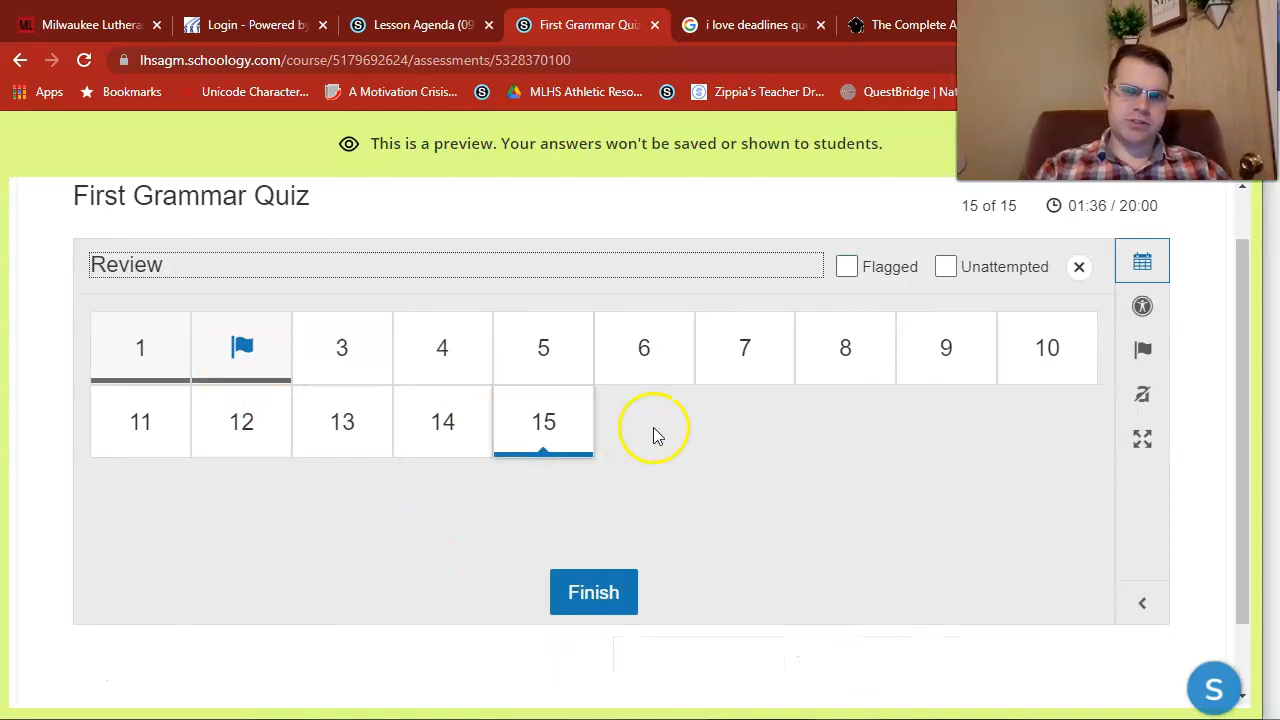 ML Milwaukee Luthera
Login - Powered by
S Lesson Agenda (09
S First Grammar Quiz
G i love deadlines qu
The Complete A
lhsagm.schoology.com/course/5179692624/assessments/5328370100
Apps
Bookmarks
Unicode Character...
A Motivation Crisis...
S
MLHS Athletic Reso...
S
Zippia's Teacher Dr...
QuestBridge | Nat
This is a preview. Your answers won't be saved or shown to students.
First Grammar Quiz
15 of 15
01:36 / 20:00
Review
Flagged
Unattempted
1 3 4 5 6 7 8 9 10
11 12 13 14 15
Finish
S